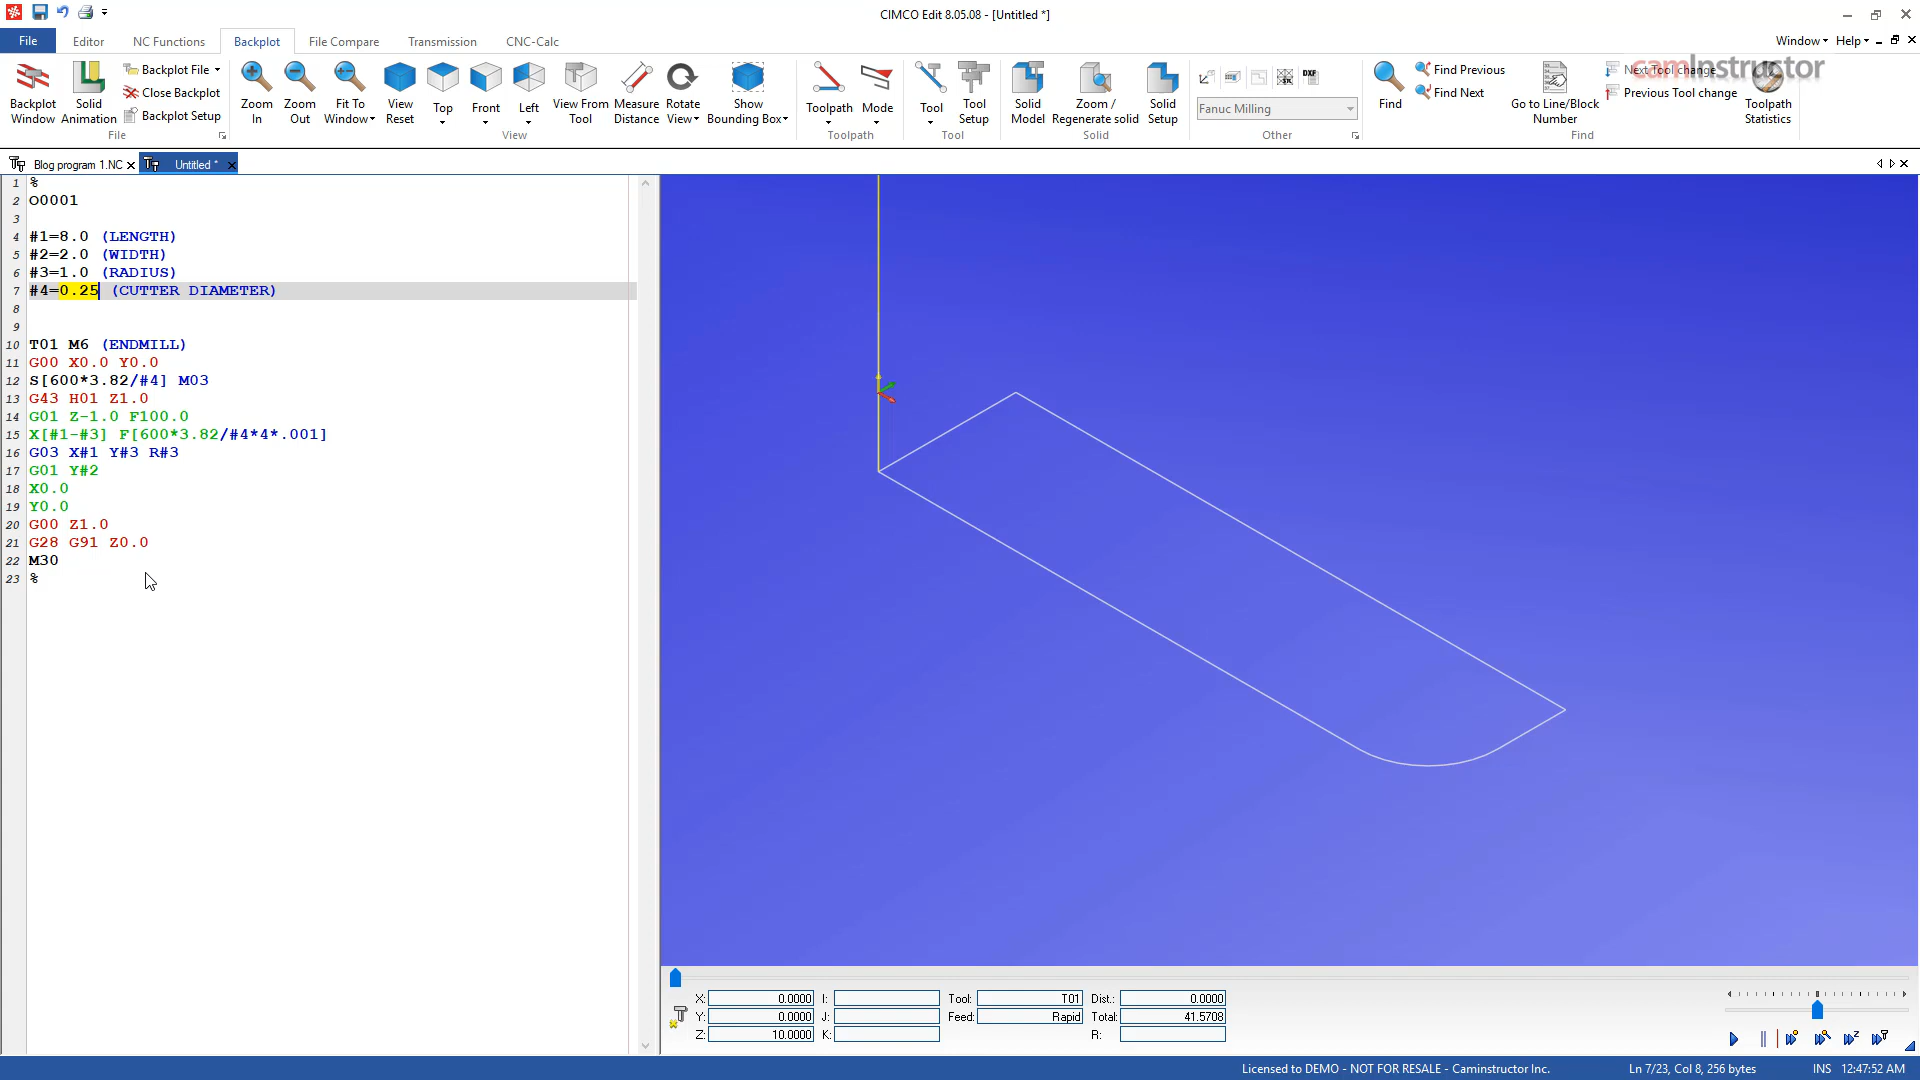 CIMCO Edit 8.05.08 - [Untitled *]
File Editor NC Functions Backplot File Compare Transmission CNC-Calc Window Help
Backplot Window
Solid Animation
Backplot File
Close Backplot
Backplot Setup
File
Zoom In
Zoom Out
Fit To Window
View Reset
Top
Front
Left
View From Tool
Measure Distance
Rotate View
Show Bounding Box
View
Toolpath
Mode
Toolpath
Tool
Tool Setup
Tool
Solid Model
Zoom / Regenerate solid
Solid Setup
Solid
DXF
Fanuc Milling
Other
Find
Find Previous
Find Next
Go to Line/Block Number
Next Tool change
Previous Tool change
Toolpath Statistics
Find
camInstructor
Blog program 1.NC
Untitled *
1 %
2 O0001
3
4 #1=8.0 (LENGTH)
5 #2=2.0 (WIDTH)
6 #3=1.0 (RADIUS)
7 #4=0.25 (CUTTER DIAMETER)
8
9
10 T01 M6 (ENDMILL)
11 G00 X0.0 Y0.0
12 S[600*3.82/#4] M03
13 G43 H01 Z1.0
14 G01 Z-1.0 F100.0
15 X[#1-#3] F[600*3.82/#4*4*.001]
16 G03 X#1 Y#3 R#3
17 G01 Y#2
18 X0.0
19 Y0.0
20 G00 Z1.0
21 G28 G91 Z0.0
22 M30
23 %
X: 0.0000 I: Tool: T01 Dist.: 0.0000
Y: 0.0000 J: Feed: Rapid Total: 41.5708
Z: 10.0000 K: R:
Licensed to DEMO - NOT FOR RESALE - Caminstructor Inc. Ln 7/23, Col 8, 256 bytes INS 12:47:52 AM